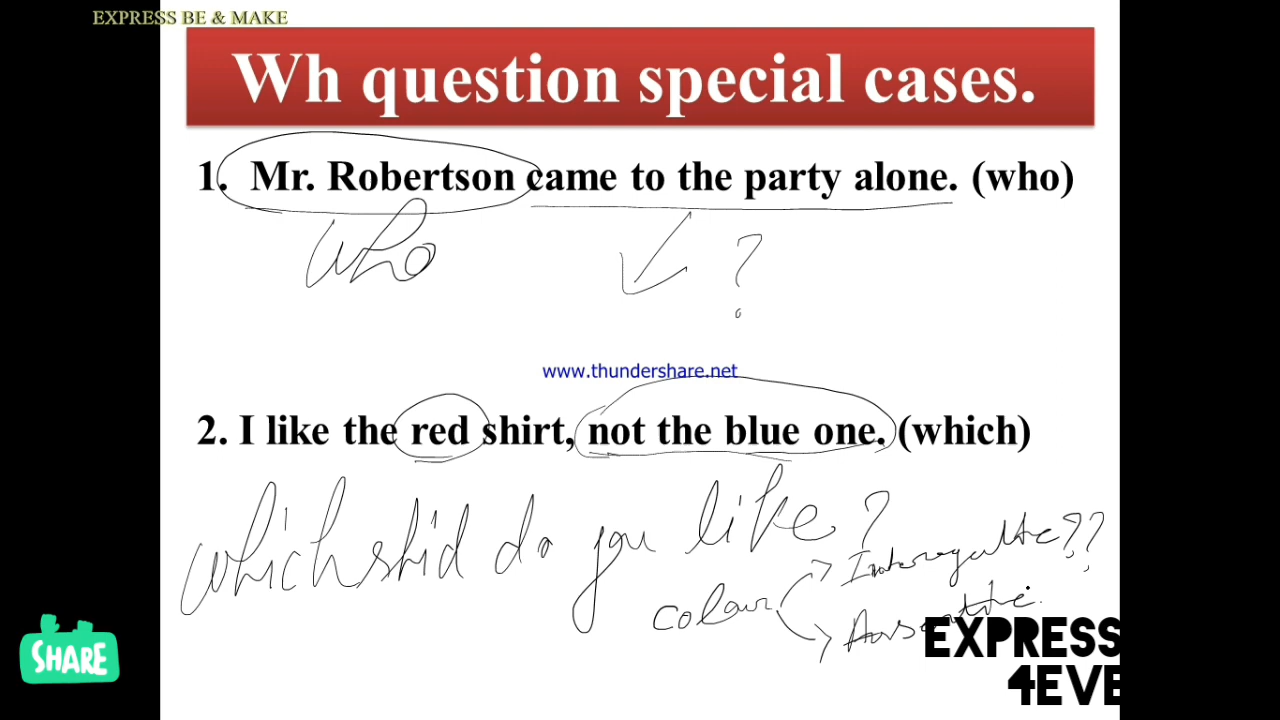 EXPRESS BE & MAKE
Wh question special cases.
1. Mr. Robertson came to the party alone. (who)
who ?
www.thundershare.net
2. I like the red shirt, not the blue one. (which)
which do you like ?
colour
SHARE
EXPRESS
4EVE